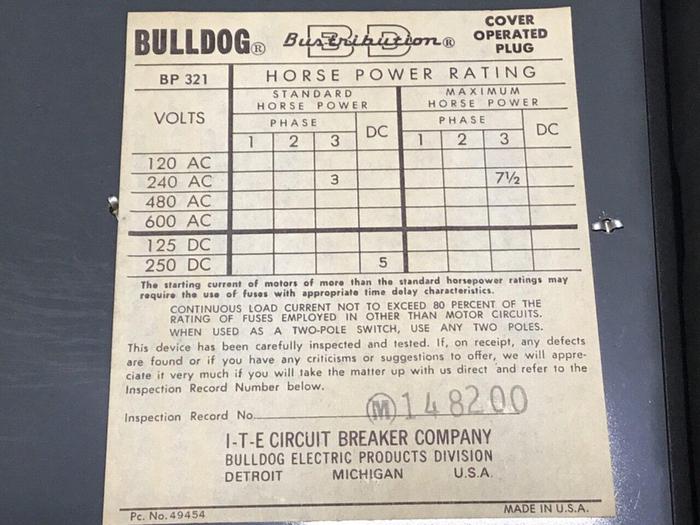 BULLDOG® BD Bustribution® COVER OPERATED PLUG
BP 321 HORSE POWER RATING
VOLTS STANDARD HORSE POWER MAXIMUM HORSE POWER
PHASE DC PHASE DC
1 2 3 1 2 3
120 AC
240 AC 3 7½
480 AC
600 AC
125 DC
250 DC 5
The starting current of motors of more than the standard horsepower ratings may
require the use of fuses with appropriate time delay characteristics.
CONTINUOUS LOAD CURRENT NOT TO EXCEED 80 PERCENT OF THE
RATING OF FUSES EMPLOYED IN OTHER THAN MOTOR CIRCUITS.
WHEN USED AS A TWO-POLE SWITCH, USE ANY TWO POLES.
This device has been carefully inspected and tested. If, on receipt, any defects
are found or if you have any criticisms or suggestions to offer, we will appre-
ciate it very much if you will take the matter up with us direct and refer to the
Inspection Record Number below.
Inspection Record No. Ⓜ148200
I-T-E CIRCUIT BREAKER COMPANY
BULLDOG ELECTRIC PRODUCTS DIVISION
DETROIT MICHIGAN U.S.A.
Pc. No. 49454 MADE IN U.S.A.